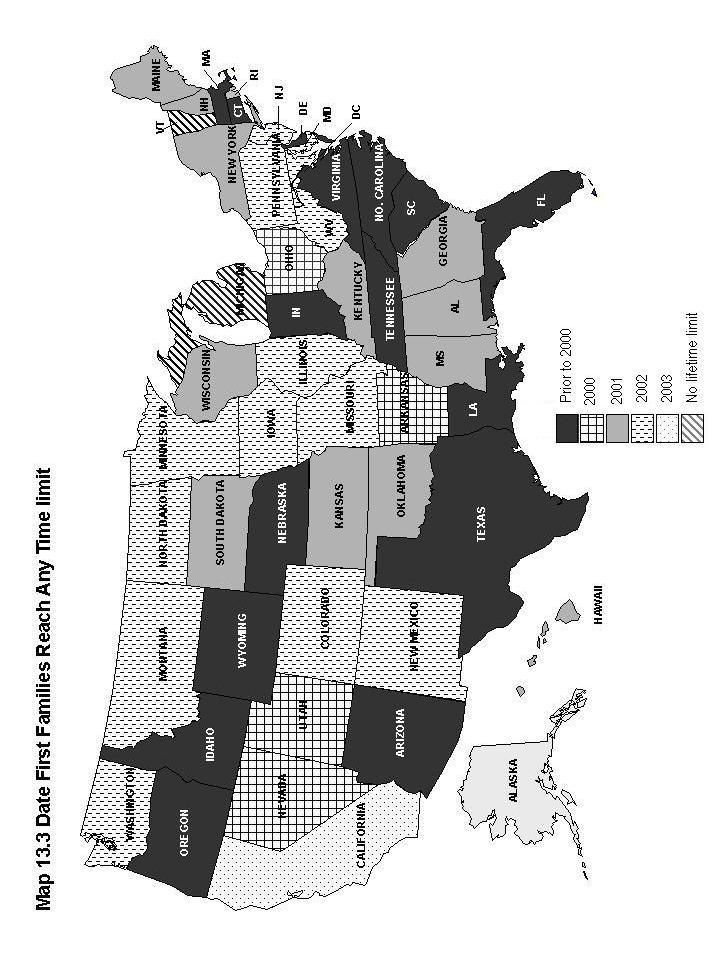 Map 13.3 Date First Families Reach Any Time limit
WASHINGTON
OREGON
CALIFORNIA
NEVADA
IDAHO
MONTANA
WYOMING
UTAH
ARIZONA
COLORADO
NEW MEXICO
NORTH DAKOTA
SOUTH DAKOTA
NEBRASKA
KANSAS
OKLAHOMA
TEXAS
MINNESOTA
IOWA
MISSOURI
ARKANSAS
LA
WISCONSIN
ILLINOIS
MICHIGAN
IN
OHIO
KENTUCKY
TENNESSEE
MS
AL
GEORGIA
FL
SC
NO. CAROLINA
VIRGINIA
WV
PENNSYLVANIA
NEW YORK
VT
NH
MAINE
MA
RI
CT
NJ
DE
MD
DC
ALASKA
HAWAII
Prior to 2000
2000
2001
2002
2003
No lifetime limit